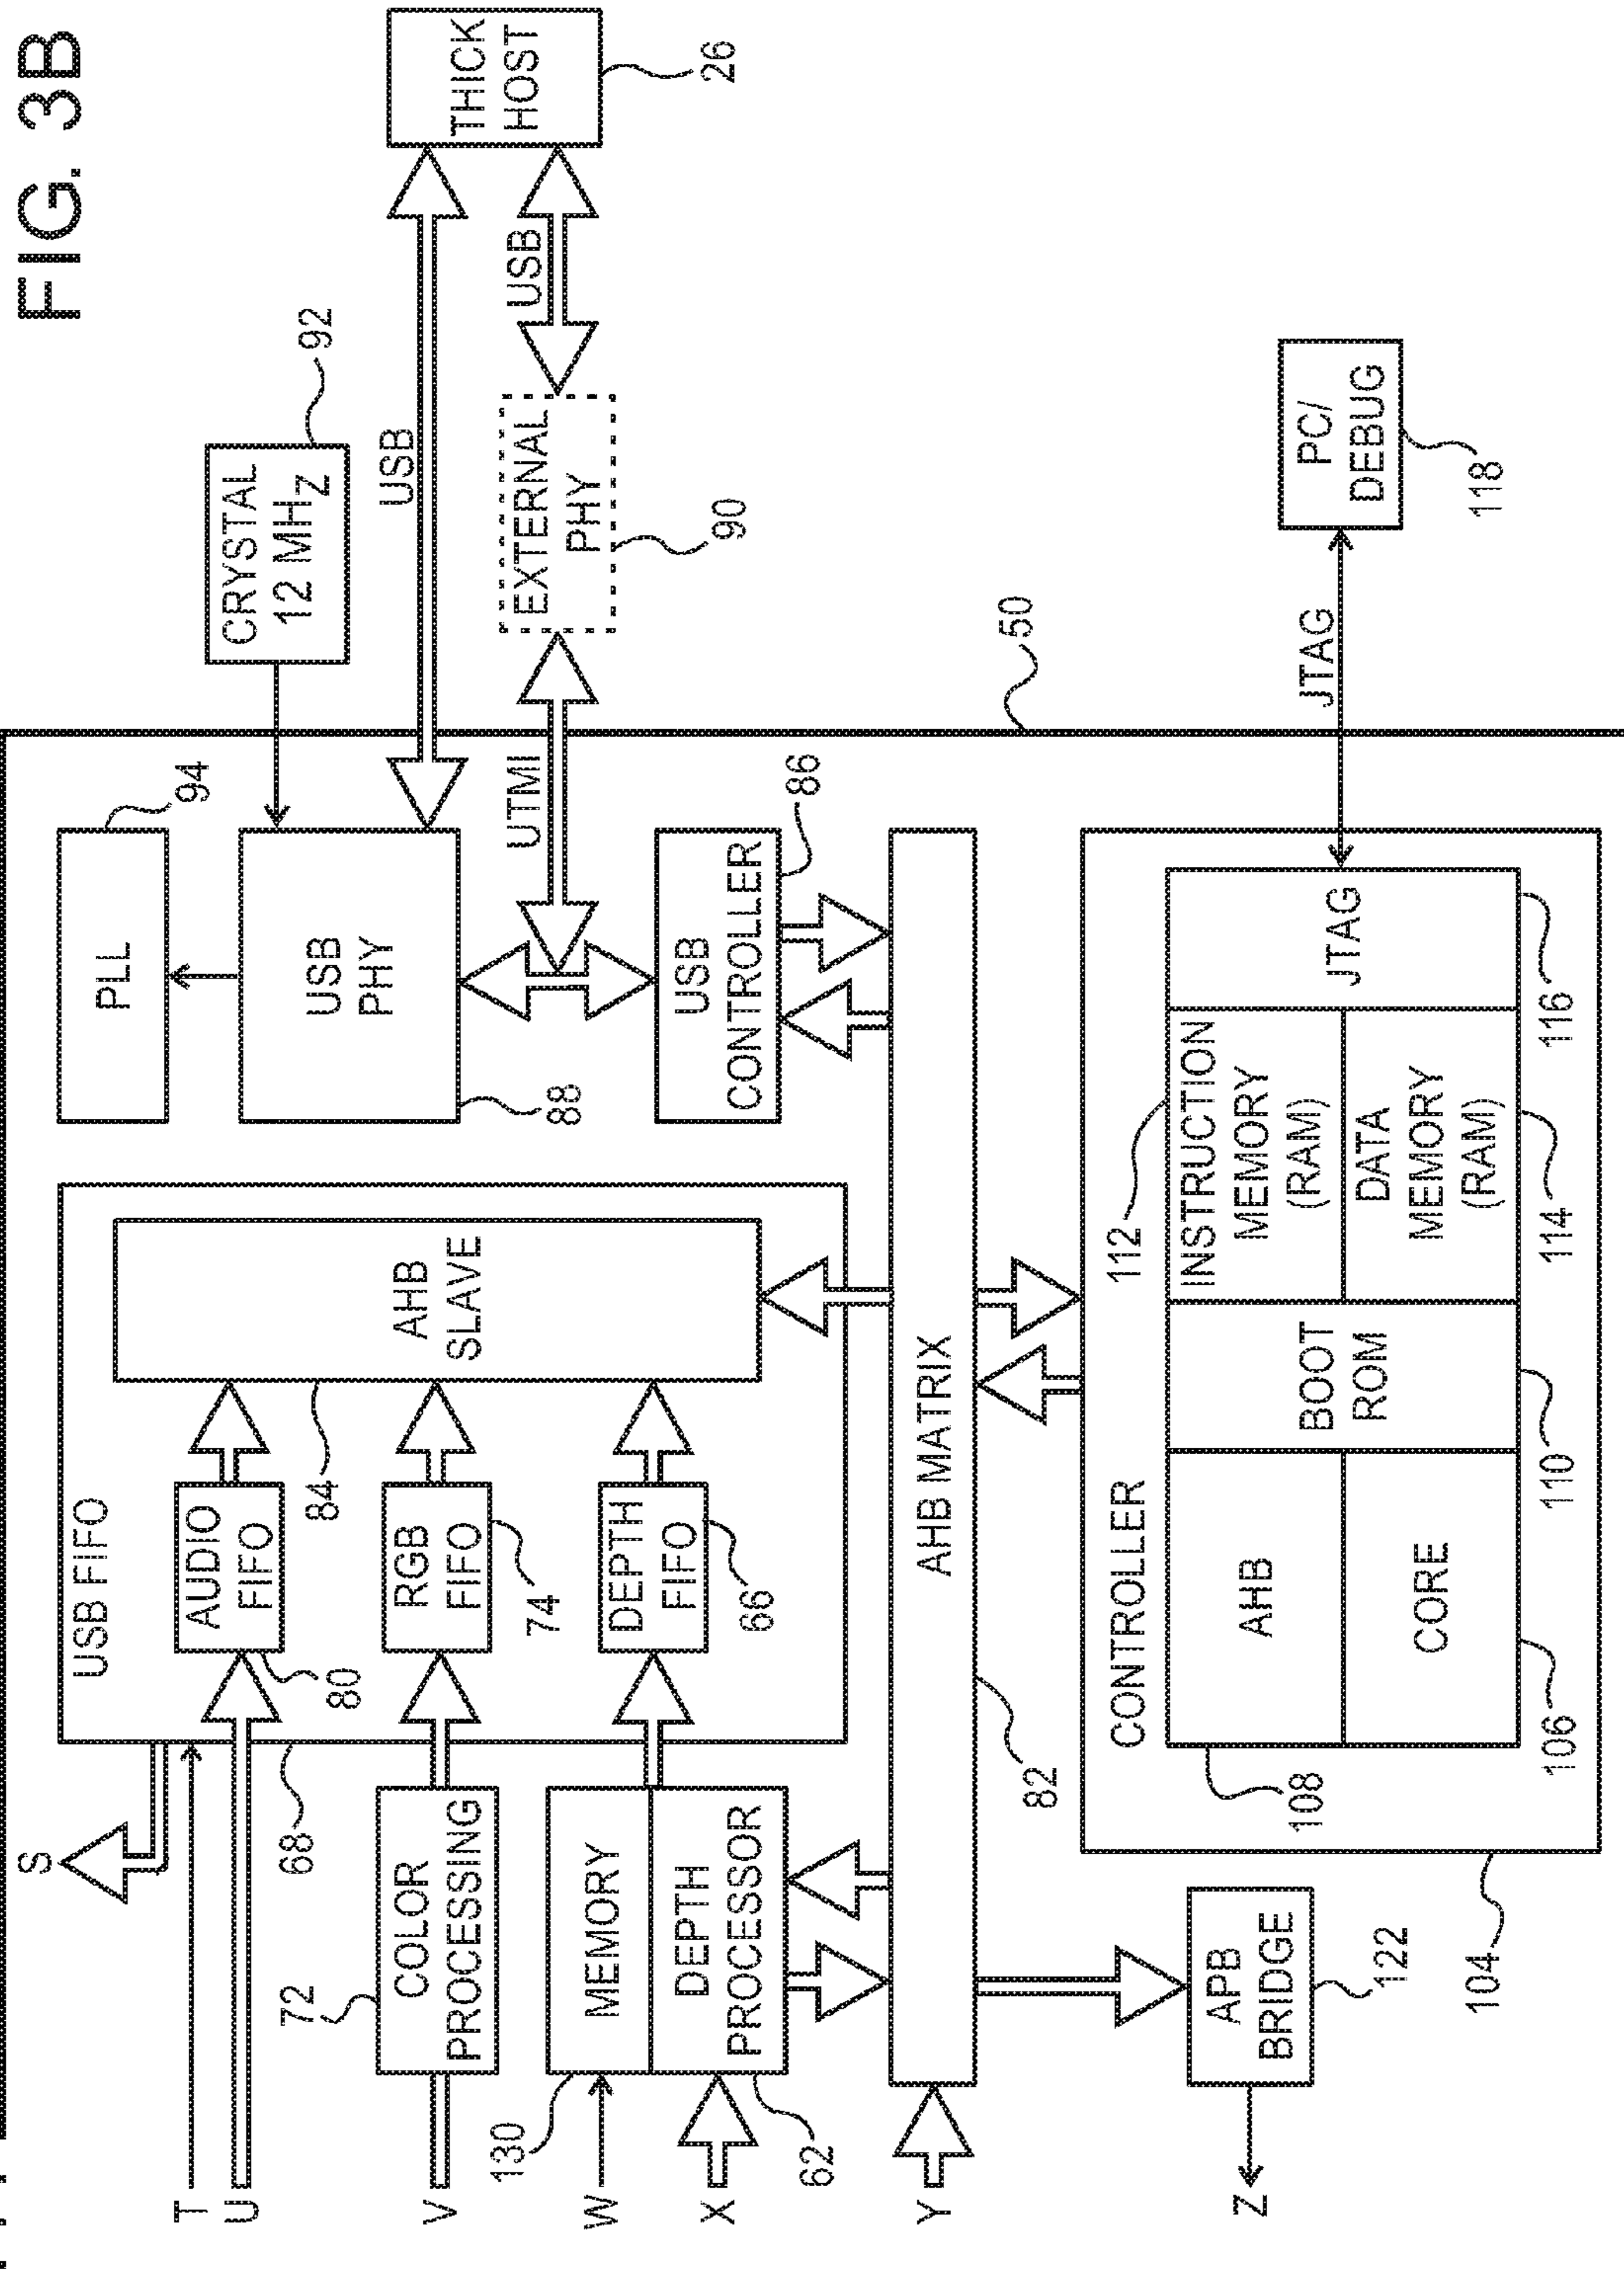 FIG. 3B
S
T
U
V
W
X
Y
Z
USB FIFO
AUDIO
FIFO
80
84
RGB
FIFO
74
DEPTH
FIFO
66
AHB
SLAVE
68
PLL
94
USB
PHY
88
CRYSTAL
12 MHZ
92
USB
THICK
HOST
26
USB
EXTERNAL
PHY
90
UTMI
USB
CONTROLLER
86
72
COLOR
PROCESSING
130
MEMORY
DEPTH
PROCESSOR
62
AHB MATRIX
82
50
CONTROLLER
108
AHB
CORE
106
BOOT
ROM
110
112
INSTRUCTION
MEMORY
(RAM)
DATA
MEMORY
(RAM)
114
JTAG
116
JTAG
PC/
DEBUG
118
104
APB
BRIDGE
122